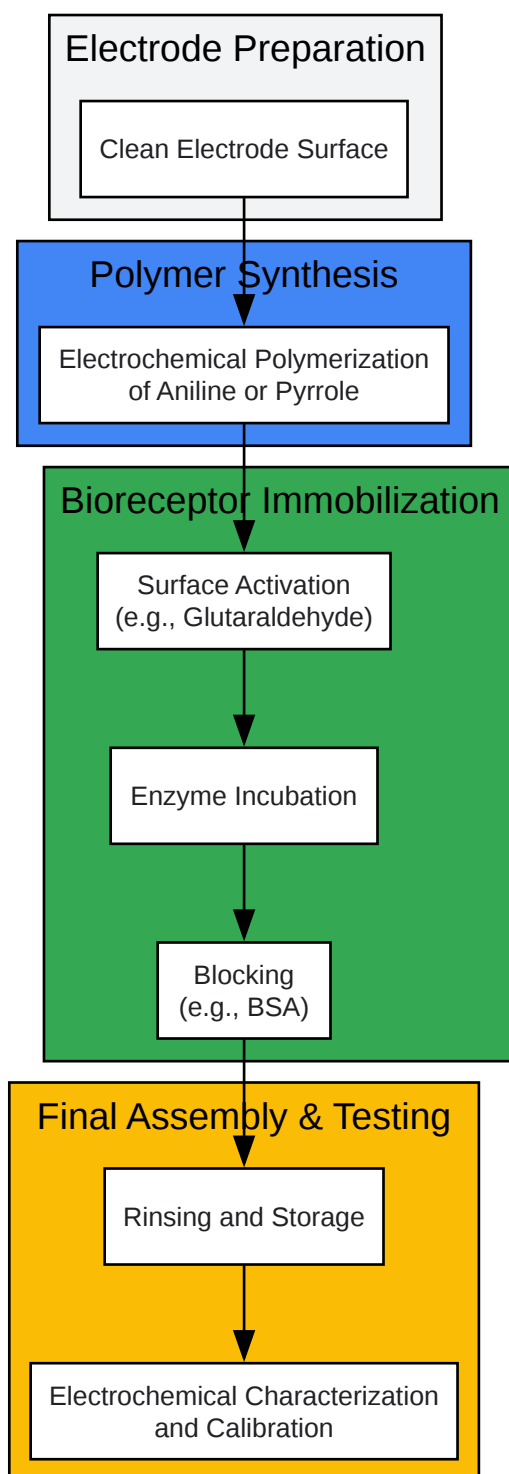 Electrode Preparation
Clean Electrode Surface
Polymer Synthesis
Electrochemical Polymerization
of Aniline or Pyrrole
Bioreceptor Immobilization
Surface Activation
(e.g., Glutaraldehyde)
Enzyme Incubation
Blocking
(e.g., BSA)
Final Assembly & Testing
Rinsing and Storage
Electrochemical Characterization
and Calibration